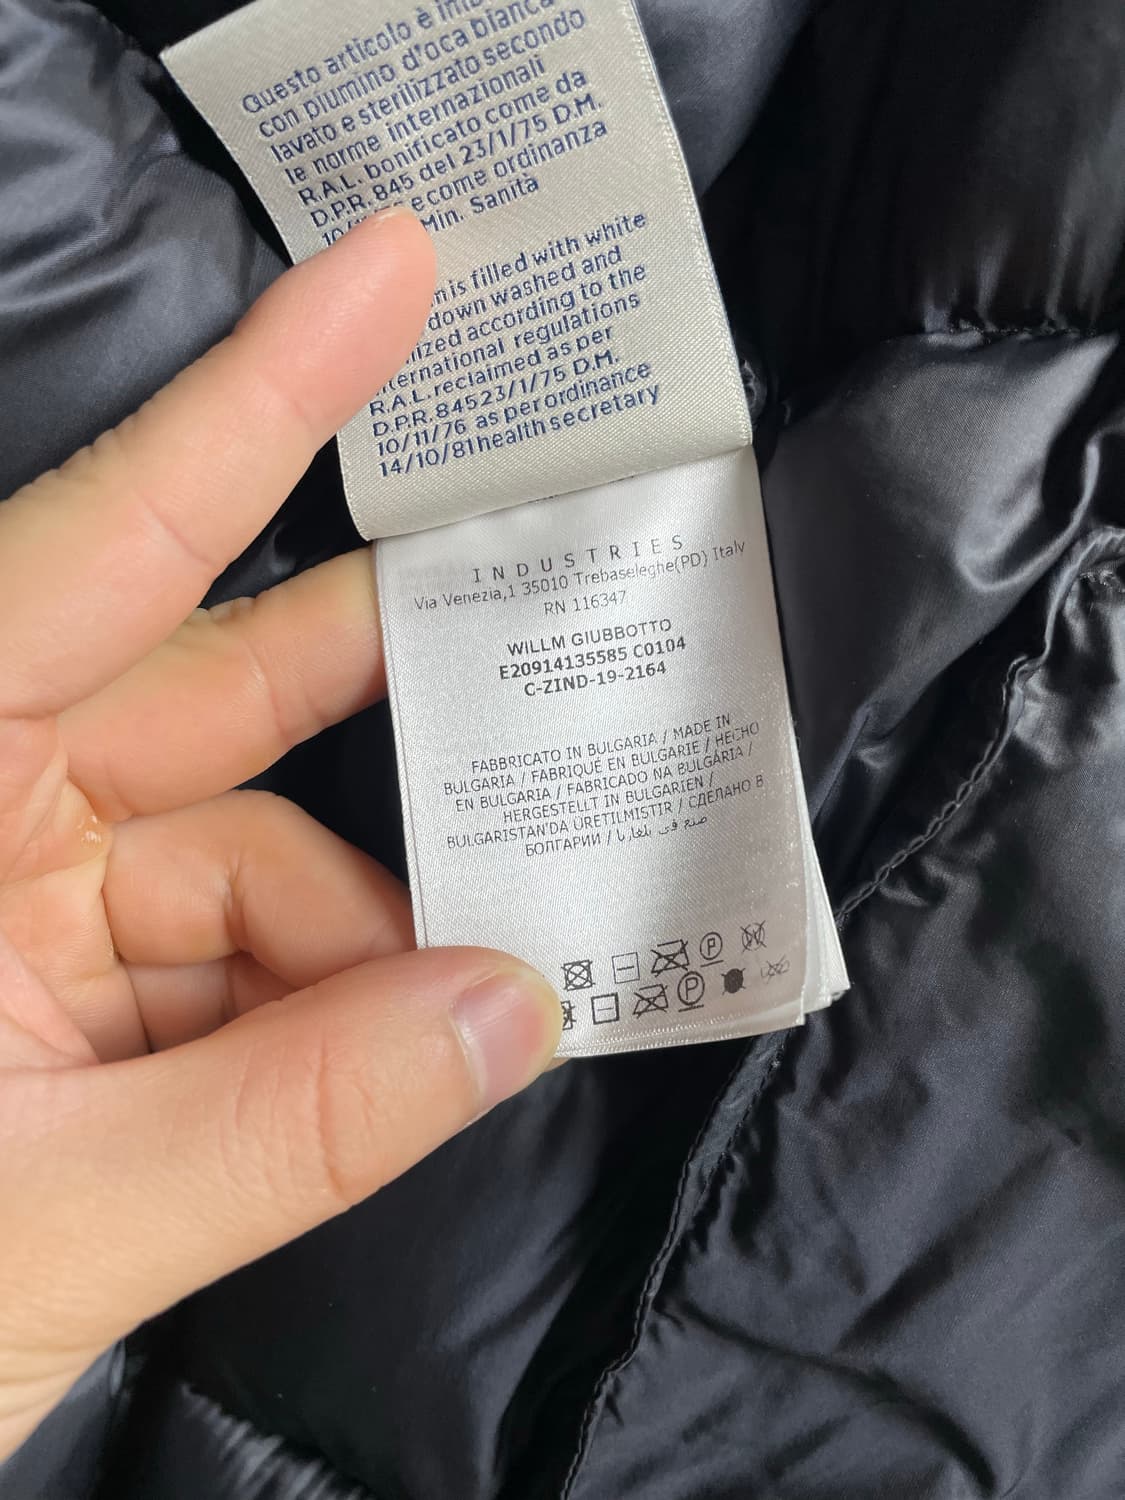 Questo articolo è
con piumino d'oca bianca
lavato e sterilizzato secondo
le norme internazionali
R.A.L. bonificato come da
D.P.R. 845 del 23/1/75 D.M.
e come ordinanza
Min. Sanità
is filled with white
down washed and
according to the
regulations
R.A.L. reclaimed as per
D.P.R. 845 23/1/75 D.M.
10/11/76 as per ordinance
14/10/81 health secretary
INDUSTRIES
Via Venezia,1 35010 Trebaseleghe(PD) Italy
RN 116347
WILLM GIUBBOTTO
E20914135585 C0104
C-ZIND-19-2164
FABBRICATO IN BULGARIA / MADE IN
BULGARIA / FABRIQUÉ EN BULGARIE / HECHO
EN BULGARIA / FABRICADO NA BULGÁRIA /
HERGESTELLT IN BULGARIEN /
BULGARISTAN'DA ÜRETILMISTIR / СДЕЛАНО В
БОЛГАРИИ / صنع في
P W
P